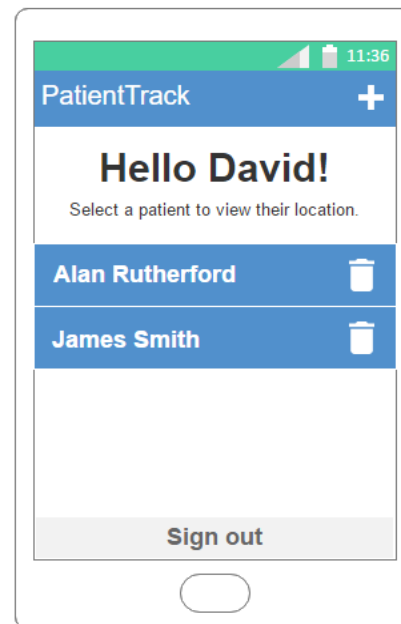 11:36
PatientTrack
Hello David!
Select a patient to view their location.
Alan Rutherford
James Smith
Sign out